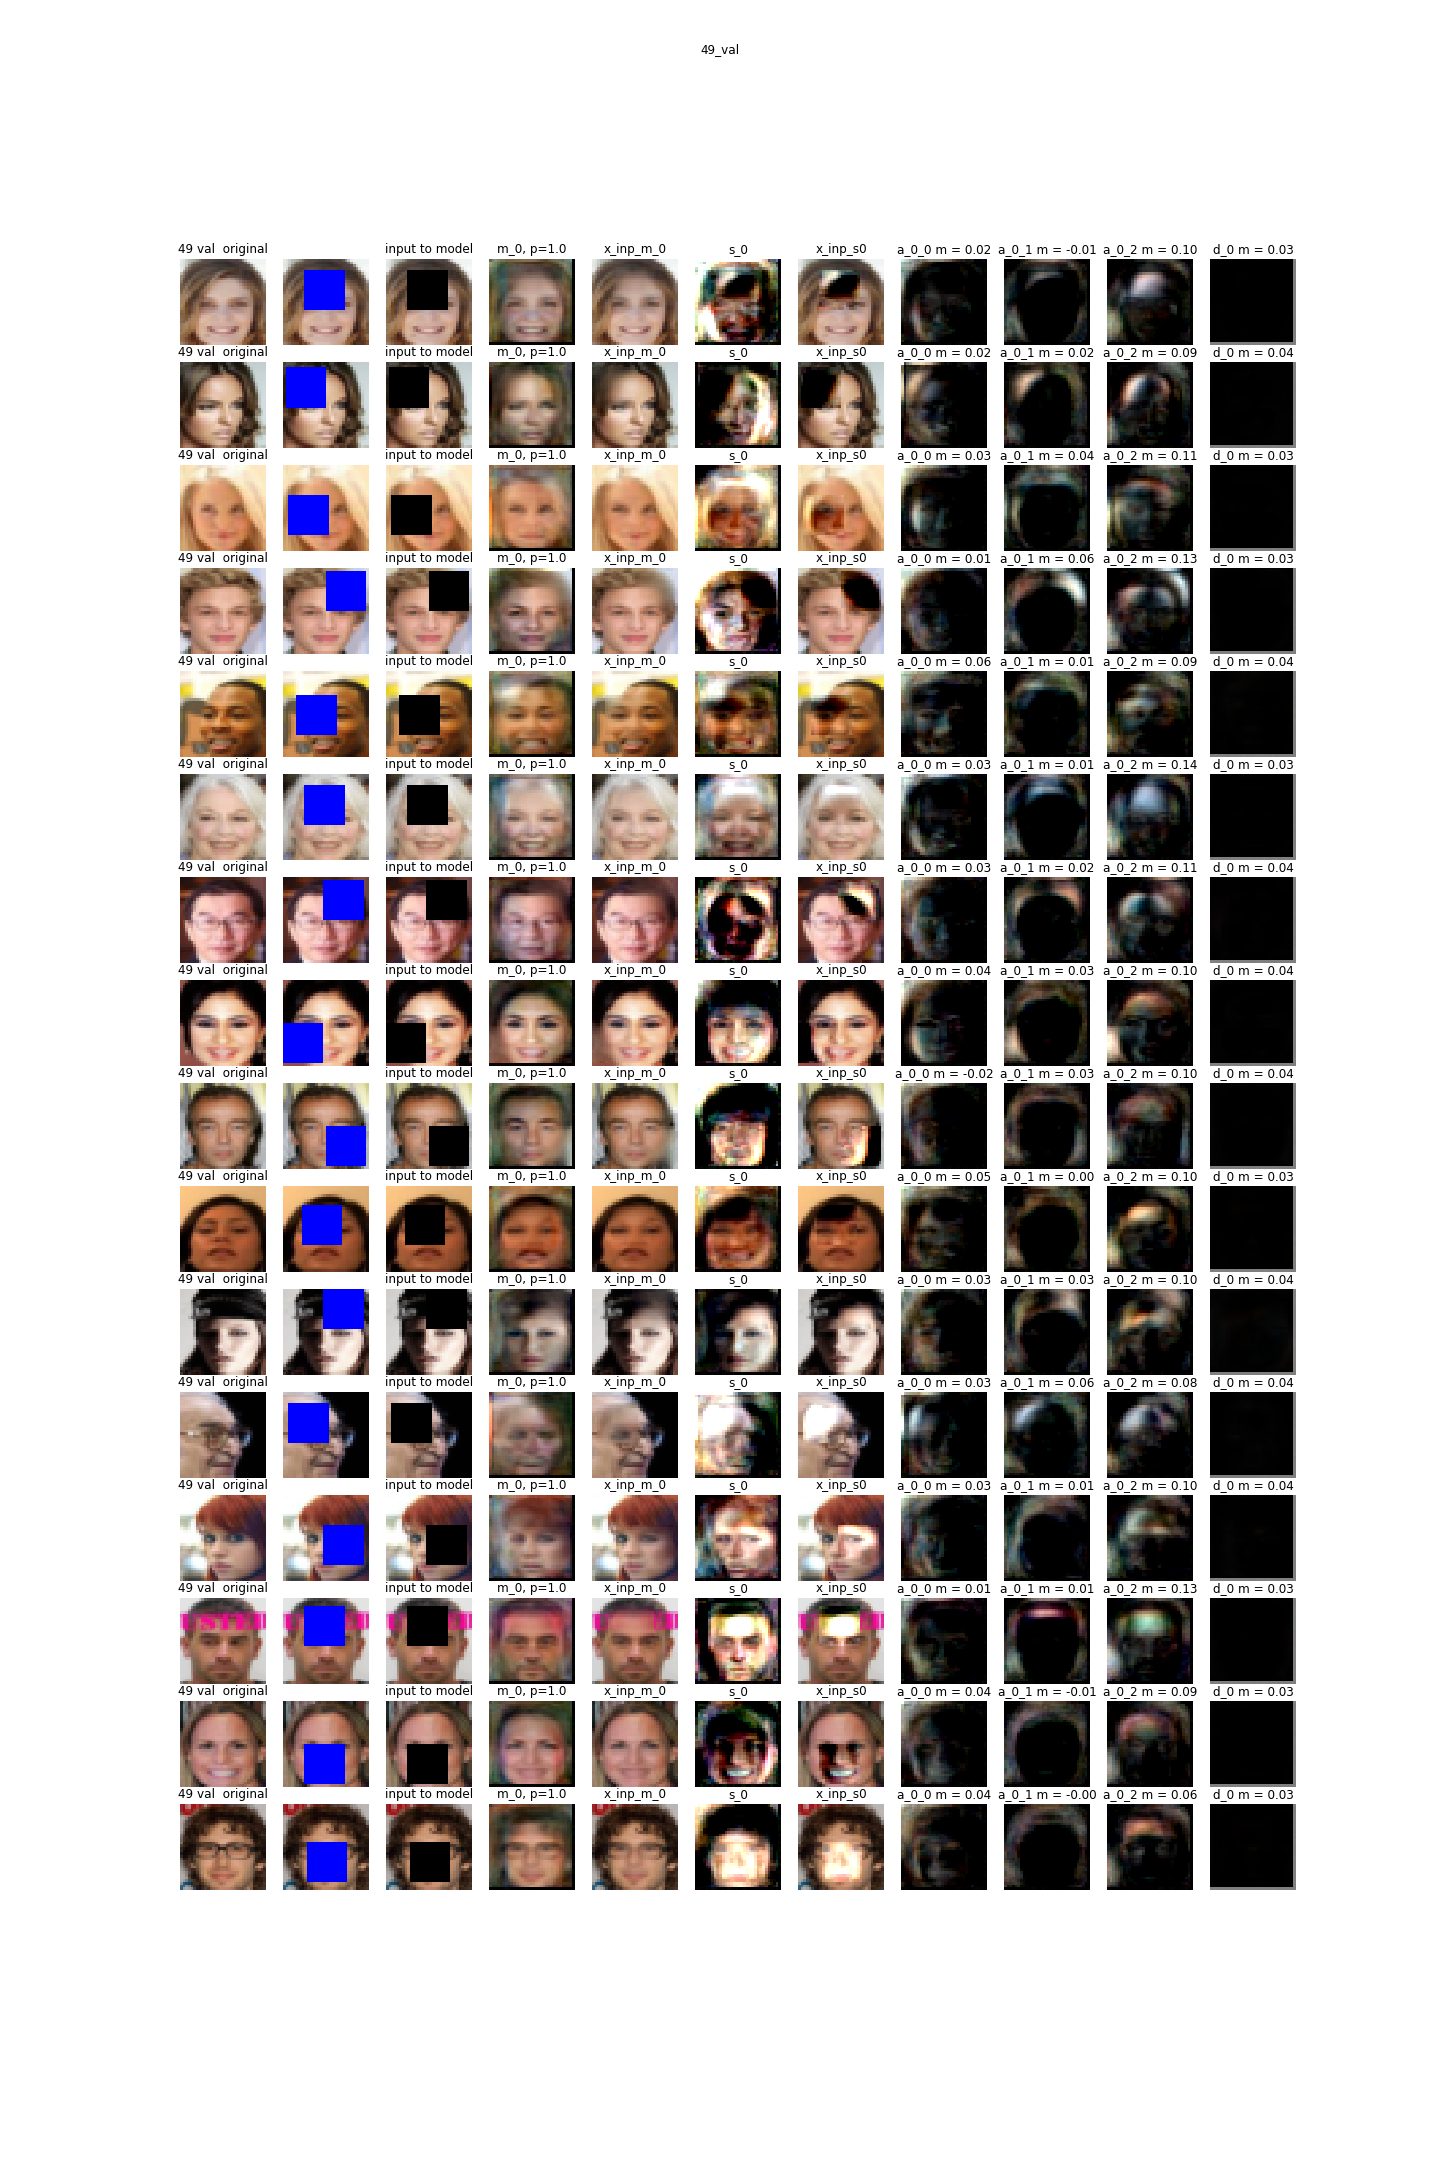 49_val
49 val original input to model m_0, p=1.0 x_inp_m_0 s_0 x_inp_s0 a_0_0 m = 0.02 a_0_1 m = -0.01 a_0_2 m = 0.10 d_0 m = 0.03
49 val original input to model m_0, p=1.0 x_inp_m_0 s_0 x_inp_s0 a_0_0 m = 0.02 a_0_1 m = 0.02 a_0_2 m = 0.09 d_0 m = 0.04
49 val original input to model m_0, p=1.0 x_inp_m_0 s_0 x_inp_s0 a_0_0 m = 0.03 a_0_1 m = 0.04 a_0_2 m = 0.11 d_0 m = 0.03
49 val original input to model m_0, p=1.0 x_inp_m_0 s_0 x_inp_s0 a_0_0 m = 0.01 a_0_1 m = 0.06 a_0_2 m = 0.13 d_0 m = 0.03
49 val original input to model m_0, p=1.0 x_inp_m_0 s_0 x_inp_s0 a_0_0 m = 0.06 a_0_1 m = 0.01 a_0_2 m = 0.09 d_0 m = 0.04
49 val original input to model m_0, p=1.0 x_inp_m_0 s_0 x_inp_s0 a_0_0 m = 0.03 a_0_1 m = 0.01 a_0_2 m = 0.14 d_0 m = 0.03
49 val original input to model m_0, p=1.0 x_inp_m_0 s_0 x_inp_s0 a_0_0 m = 0.03 a_0_1 m = 0.02 a_0_2 m = 0.11 d_0 m = 0.04
49 val original input to model m_0, p=1.0 x_inp_m_0 s_0 x_inp_s0 a_0_0 m = 0.04 a_0_1 m = 0.03 a_0_2 m = 0.10 d_0 m = 0.04
49 val original input to model m_0, p=1.0 x_inp_m_0 s_0 x_inp_s0 a_0_0 m = -0.02 a_0_1 m = 0.03 a_0_2 m = 0.10 d_0 m = 0.04
49 val original input to model m_0, p=1.0 x_inp_m_0 s_0 x_inp_s0 a_0_0 m = 0.05 a_0_1 m = 0.00 a_0_2 m = 0.10 d_0 m = 0.03
49 val original input to model m_0, p=1.0 x_inp_m_0 s_0 x_inp_s0 a_0_0 m = 0.03 a_0_1 m = 0.03 a_0_2 m = 0.10 d_0 m = 0.04
49 val original input to model m_0, p=1.0 x_inp_m_0 s_0 x_inp_s0 a_0_0 m = 0.03 a_0_1 m = 0.06 a_0_2 m = 0.08 d_0 m = 0.04
49 val original input to model m_0, p=1.0 x_inp_m_0 s_0 x_inp_s0 a_0_0 m = 0.03 a_0_1 m = 0.01 a_0_2 m = 0.10 d_0 m = 0.04
49 val original input to model m_0, p=1.0 x_inp_m_0 s_0 x_inp_s0 a_0_0 m = 0.01 a_0_1 m = 0.01 a_0_2 m = 0.13 d_0 m = 0.03
49 val original input to model m_0, p=1.0 x_inp_m_0 s_0 x_inp_s0 a_0_0 m = 0.04 a_0_1 m = -0.01 a_0_2 m = 0.09 d_0 m = 0.03
49 val original input to model m_0, p=1.0 x_inp_m_0 s_0 x_inp_s0 a_0_0 m = 0.04 a_0_1 m = -0.00 a_0_2 m = 0.06 d_0 m = 0.03